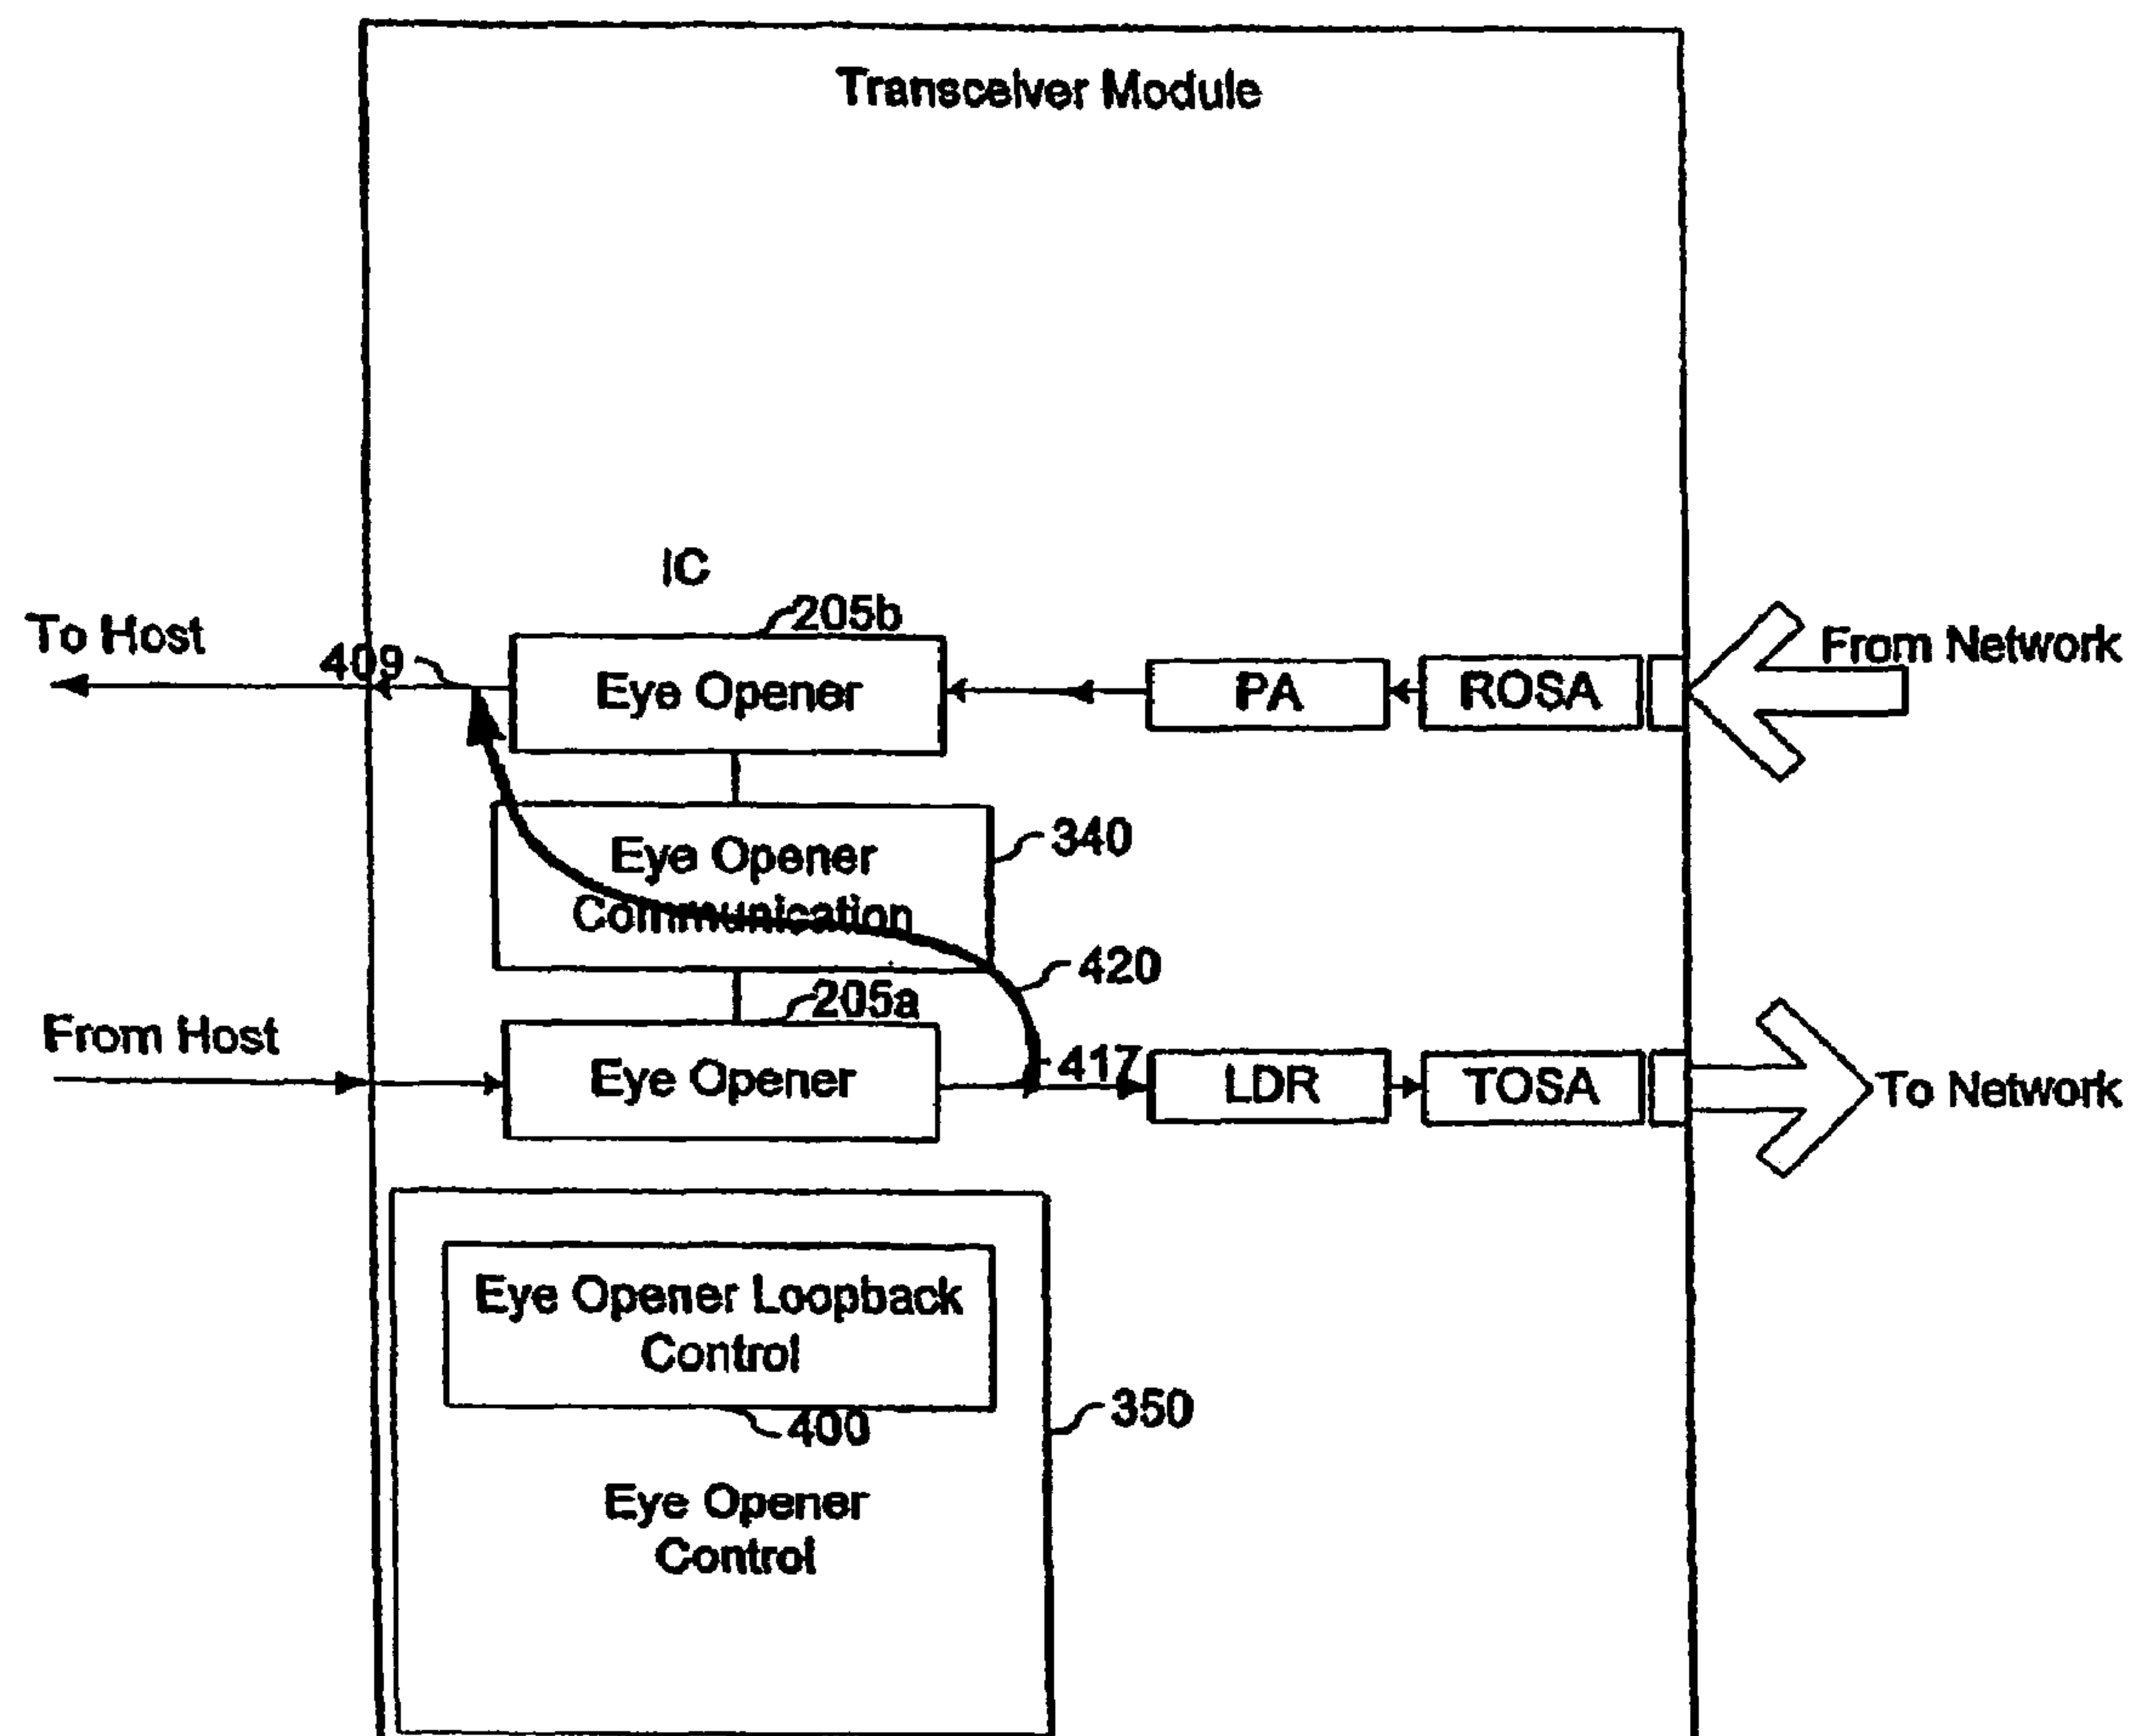 Transceiver Module
IC
205b
To Host
409
Eye Opener
PA
ROSA
From Network
340
Eye Opener
Communication
420
205a
From Host
417
Eye Opener
LDR
TOSA
To Network
Eye Opener Loopback
Control
400
350
Eye Opener
Control